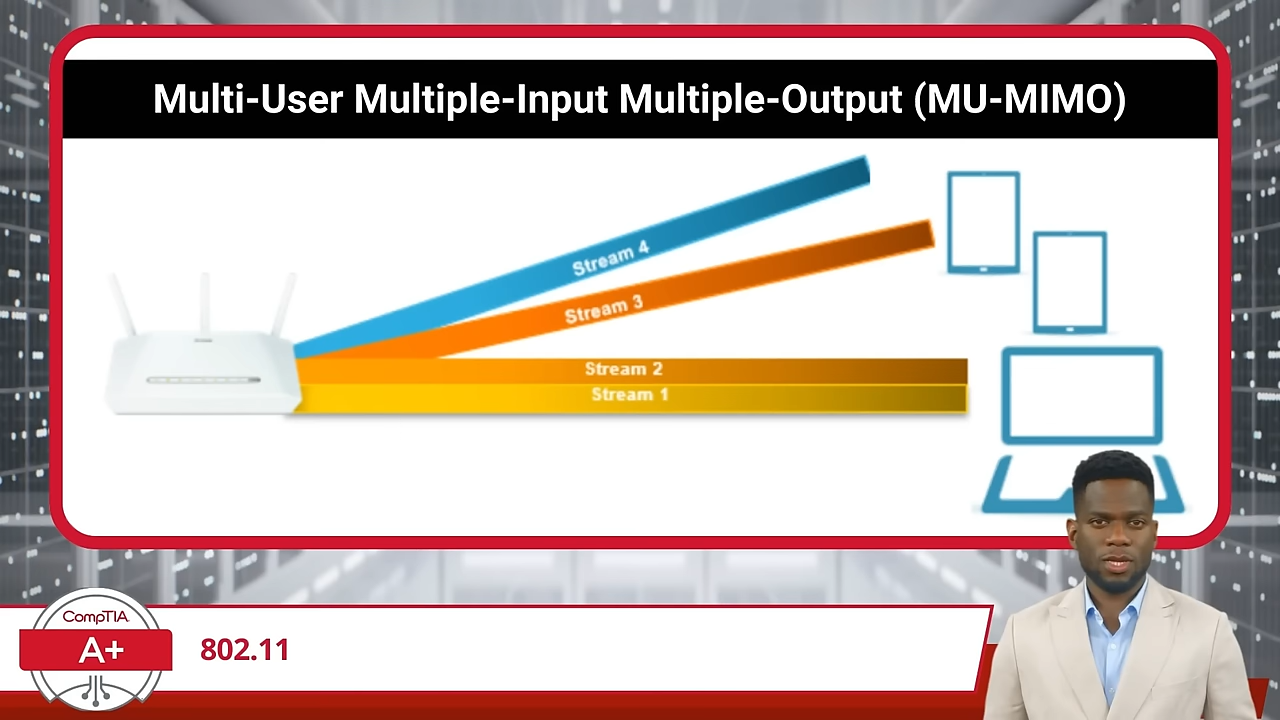 Multi-User Multiple-Input Multiple-Output (MU-MIMO)
Stream 4
Stream 3
Stream 2
Stream 1
CompTIA
A+
802.11